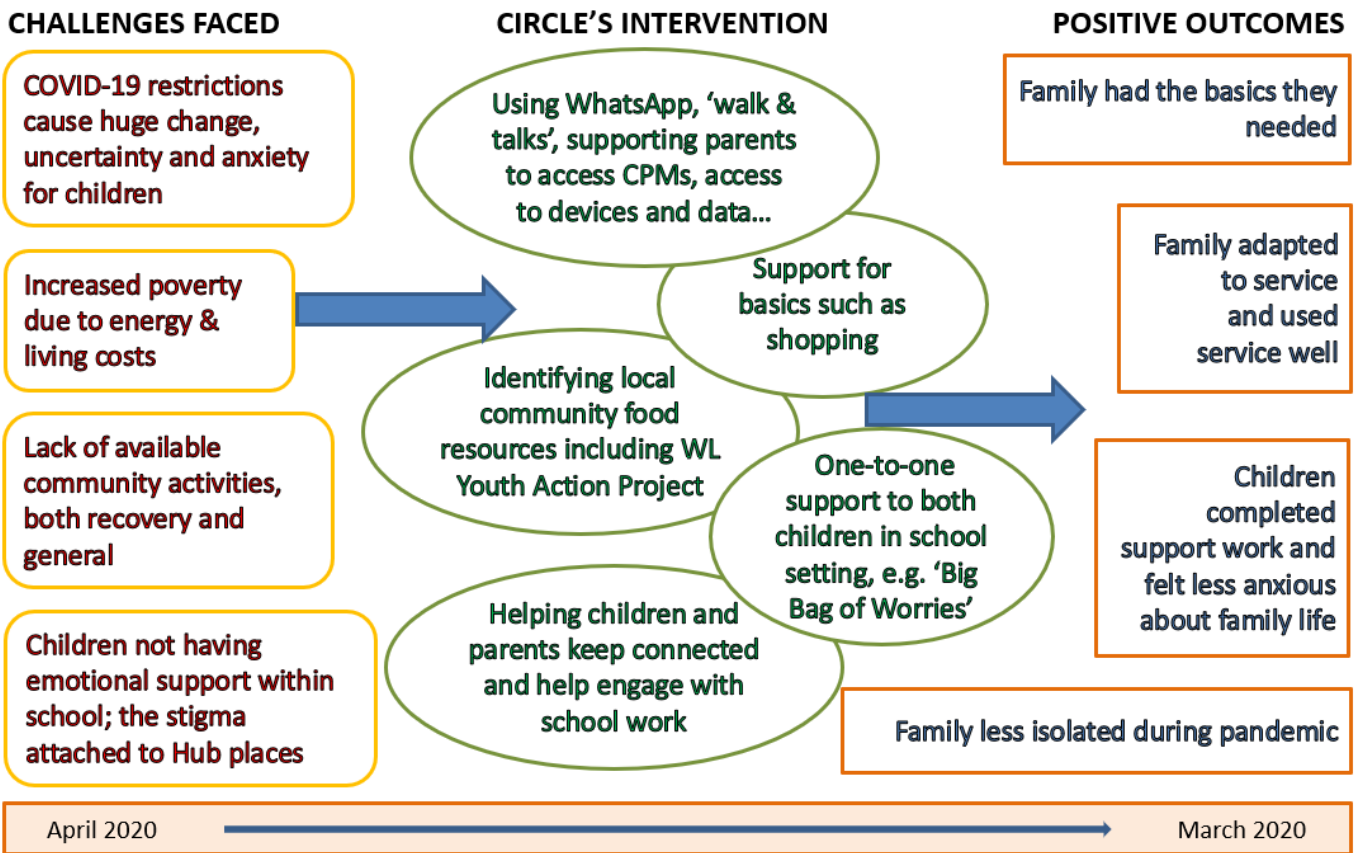 CHALLENGES FACED
COVID-19 restrictions
cause huge change,
uncertainty and anxiety
for children
Increased poverty
due to energy &
living costs
Lack of available
community activities,
both recovery and
general
Children not having
emotional support within
school; the stigma
attached to Hub places
CIRCLE'S INTERVENTION
Using WhatsApp, 'walk &
talks', supporting parents
to access CPMs, access
to devices and data...
Support for
basics such as
shopping
Identifying local
community food
resources including WL
Youth Action Project
One-to-one
support to both
children in school
setting, e.g. 'Big
Bag of Worries'
Helping children and
parents keep connected
and help engage with
school work
POSITIVE OUTCOMES
Family had the basics they
needed
Family adapted
to service
and used
service well
Children
completed
support work and
felt less anxious
about family life
Family less isolated during pandemic
April 2020
March 2020